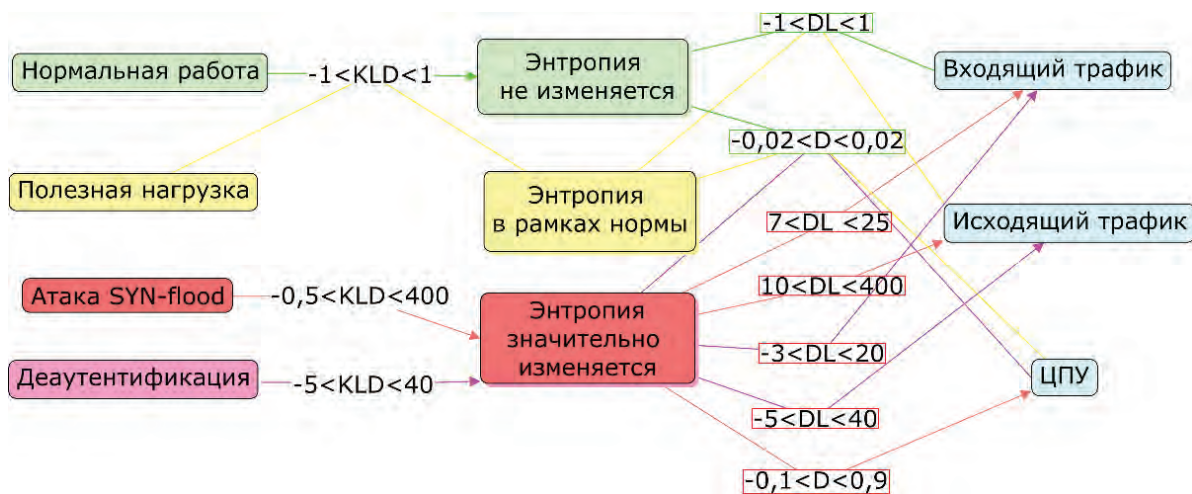 -1<DL<1
Нормальная работа
-1<KLD<1
Энтропия
не изменяется
Входящий трафик
-0,02<D<0,02
Полезная нагрузка
Энтропия
в рамках нормы
7<DL <25
Исходящий трафик
Атака SYN-flood
-0,5<KLD<400
10<DL<400
Энтропия
значительно
изменяется
-3<DL<20
Деаутентификация
-5<KLD<40
ЦПУ
-5<DL<40
-0,1<D<0,9